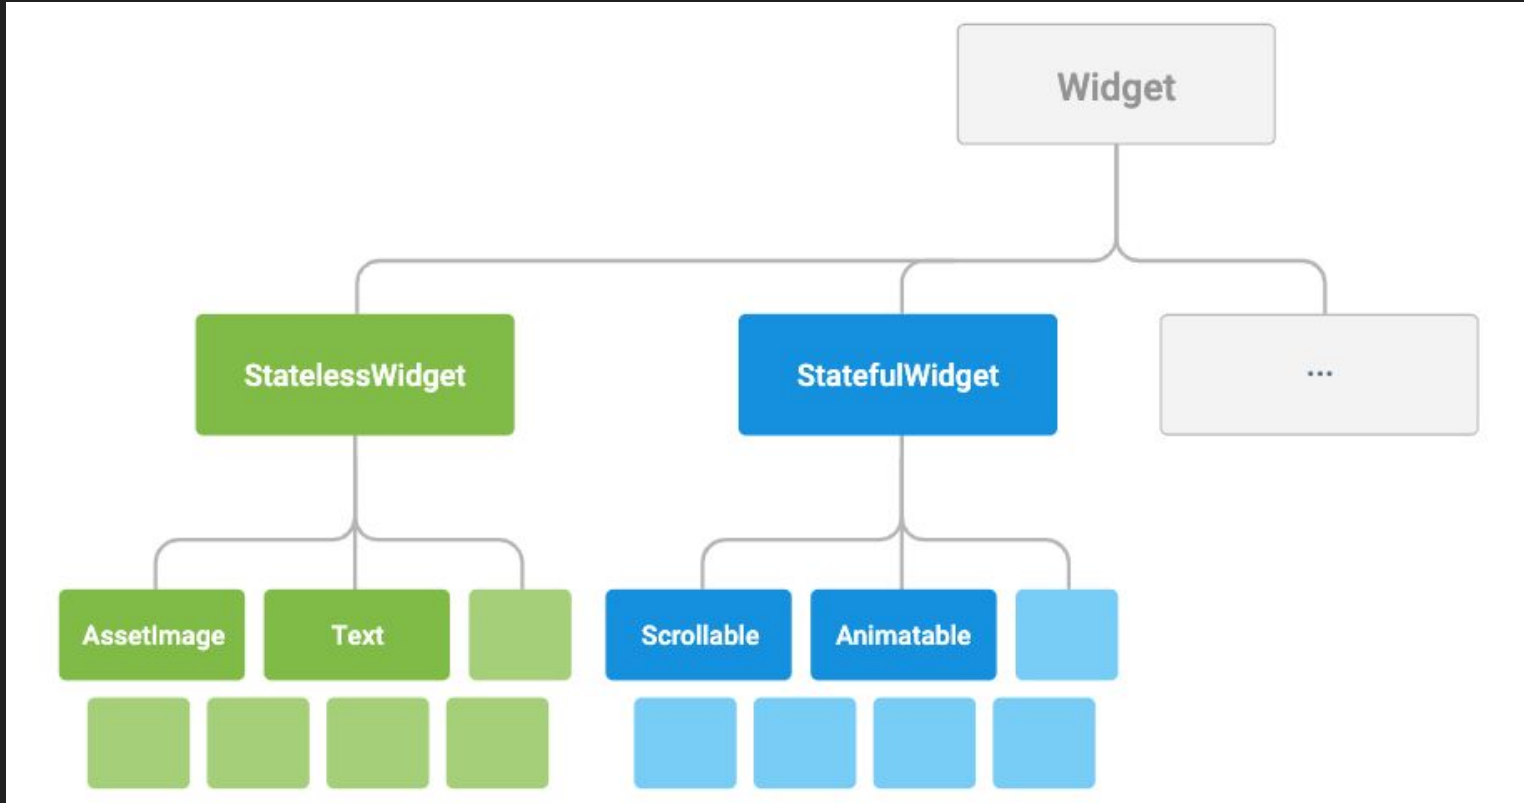 Widget
StatelessWidget
StatefulWidget
...
AssetImage
Text
Scrollable
Animatable